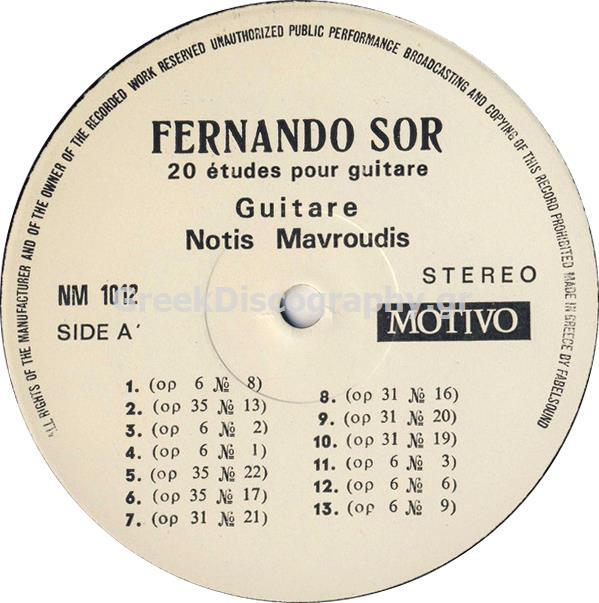 ALL RIGHTS OF THE MANUFACTURER AND OF THE OWNER OF THE RECORDED WORK RESERVED UNAUTHORIZED PUBLIC PERFORMANCE BROADCASTING AND COPYING OF THIS RECORD PROHIBITED MADE IN GREECE BY FABELSOUND
FERNANDO SOR
20 études pour guitare
Guitare
Notis Mavroudis
STEREO
NM 1012
GreekDiscography.gr
SIDE A'
MOTIVO
1. (op 6 № 8)
2. (op 35 № 13)
3. (op 6 № 2)
4. (op 6 № 1)
5. (op 35 № 22)
6. (op 35 № 17)
7. (op 31 № 21)
8. (op 31 № 16)
9. (op 31 № 20)
10. (op 31 № 19)
11. (op 6 № 3)
12. (op 6 № 6)
13. (op 6 № 9)